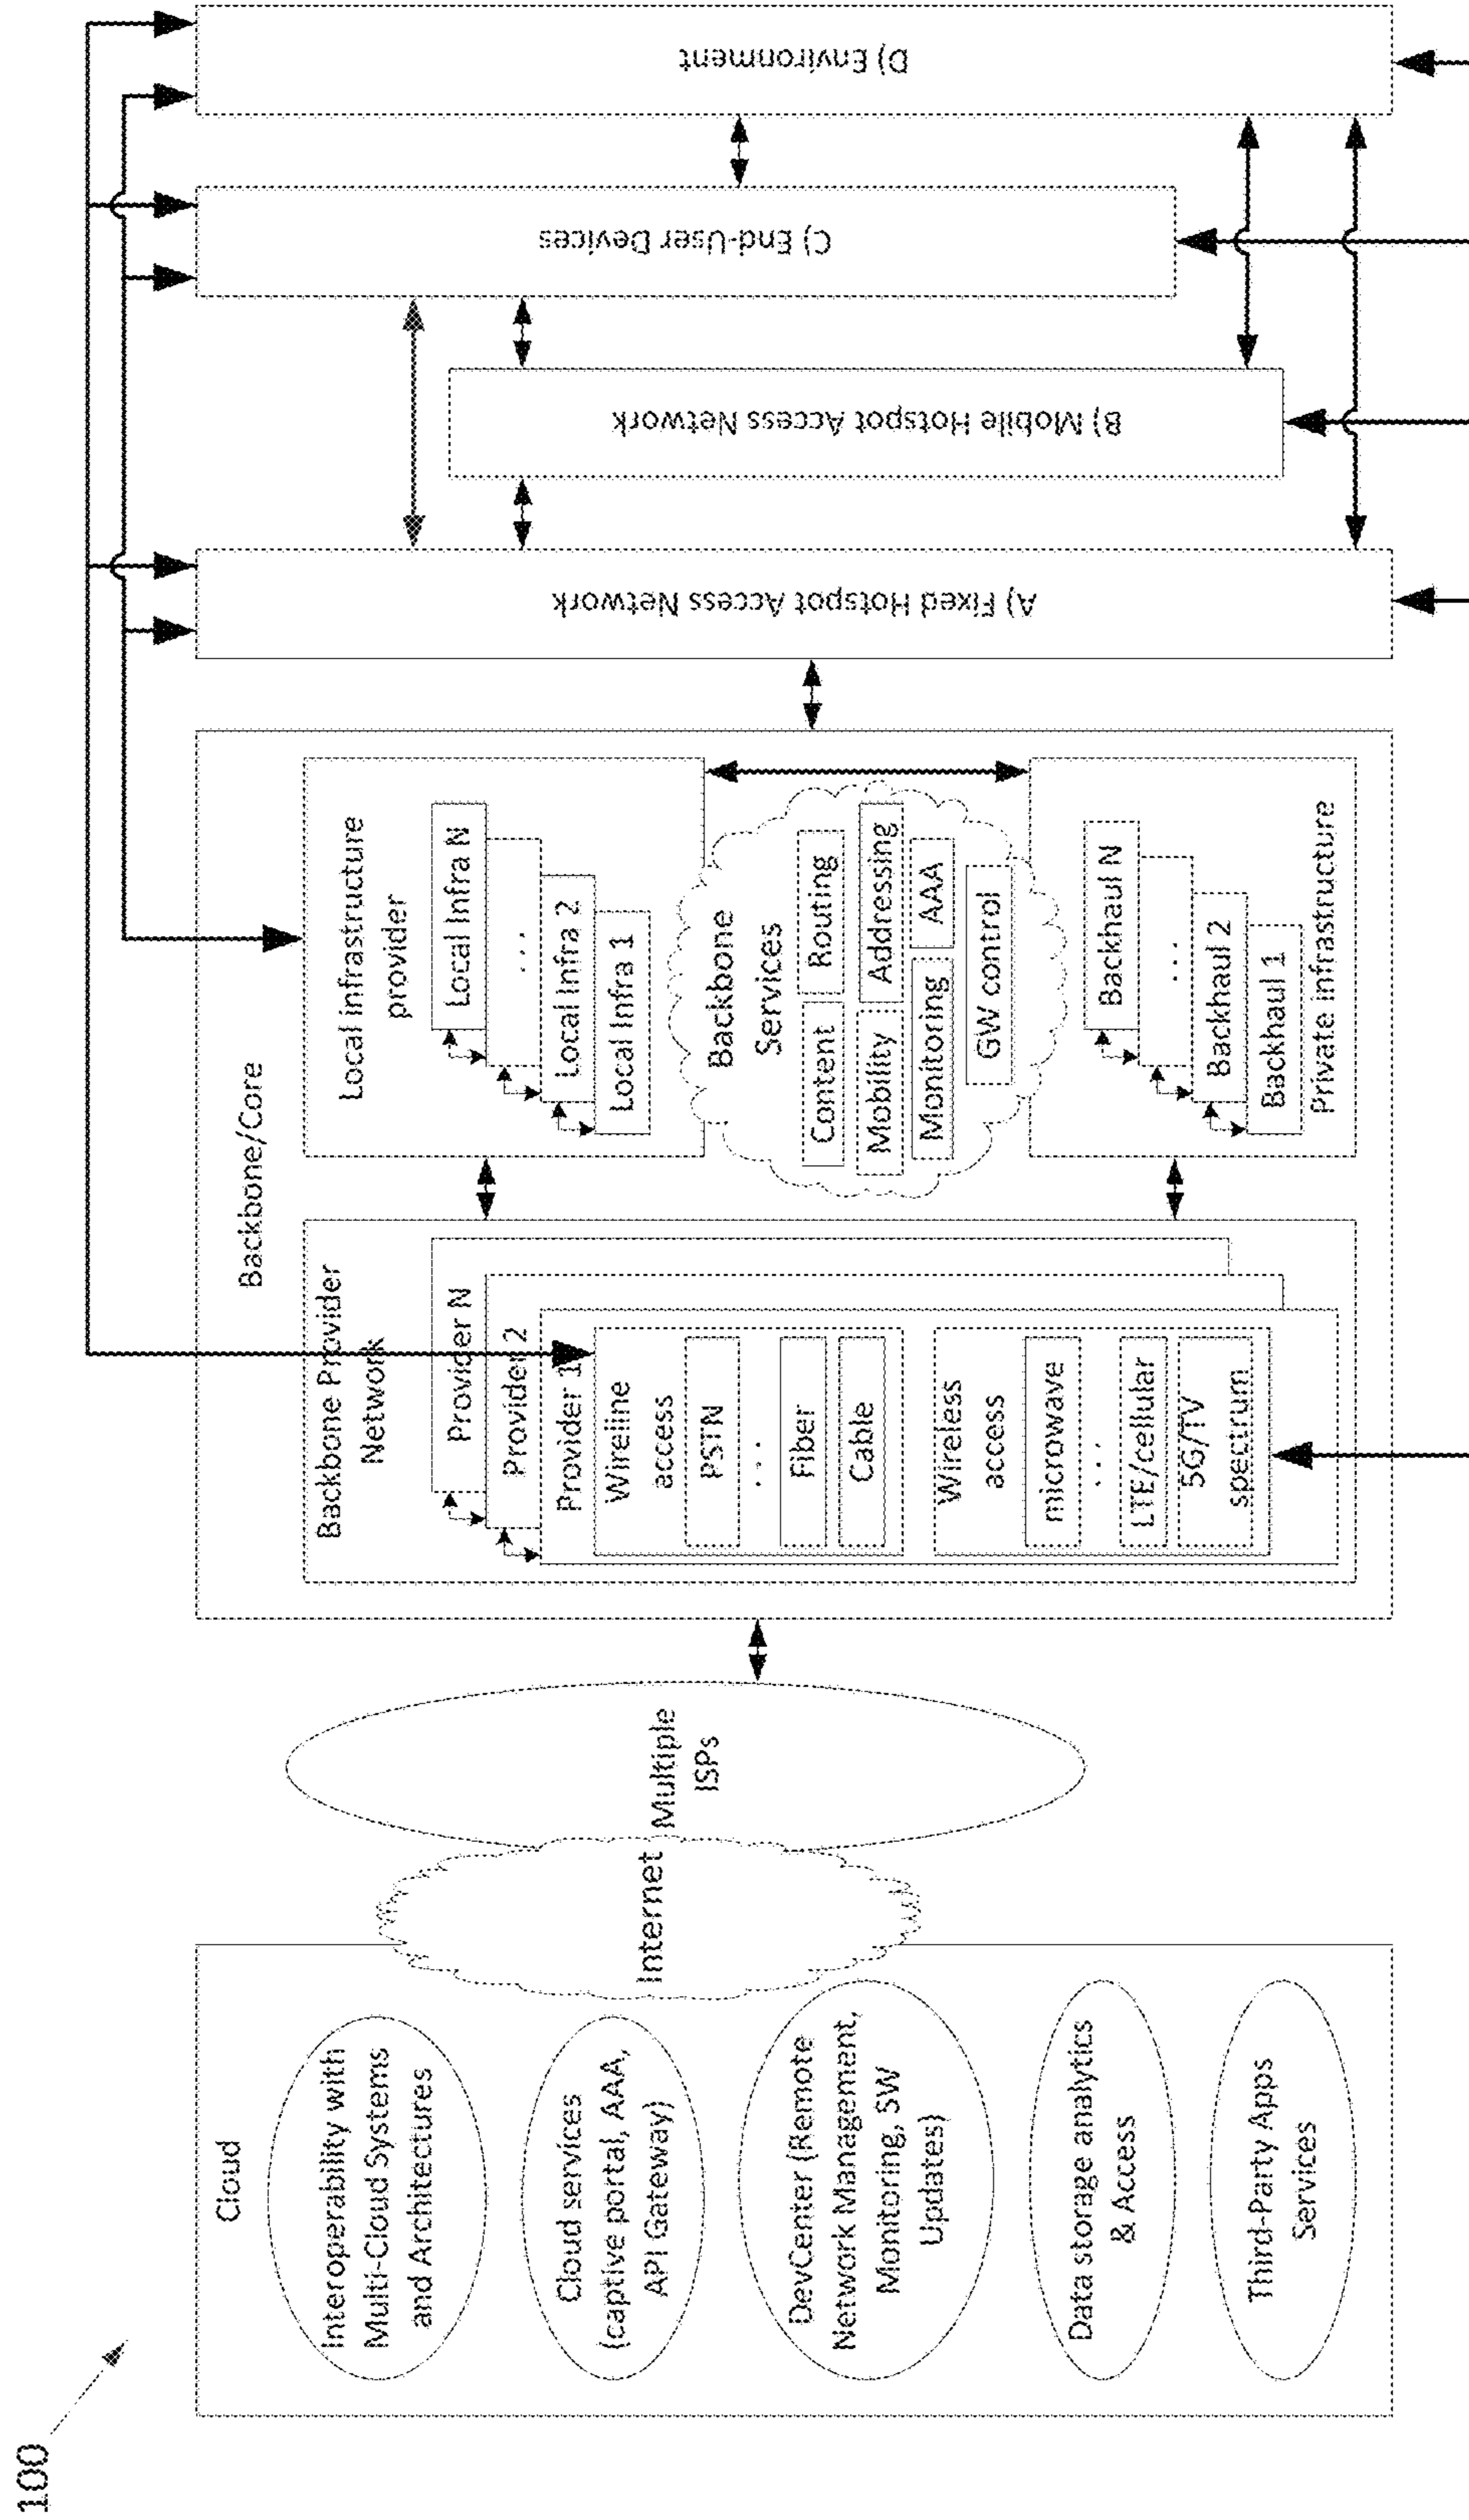 100
Cloud
Interoperability with
Multi-Cloud Systems
and Architectures
Cloud services
(captive portal, AAA,
API Gateway)
DevCenter (Remote
Network Management,
Monitoring, SW
Updates)
Data storage analytics
& Access
Third-Party Apps
Services
Internet
Multiple
ISPs
Backbone/Core
Backbone Provider
Network
Provider N
Provider 2
Provider 1
Wireline
access
PSTN
...
Fiber
Cable
Wireless
access
microwave
...
LTE/cellular
5G/TV
spectrum
Local infrastructure
provider
Local Infra N
...
Local Infra 2
Local Infra 1
Backbone
Services
Content
Routing
Mobility
Addressing
Monitoring
AAA
GW control
Backhaul N
...
Backhaul 2
Backhaul 1
Private infrastructure
A) Fixed Hotspot Access Network
B) Mobile Hotspot Access Network
C) End-User Devices
D) Environment